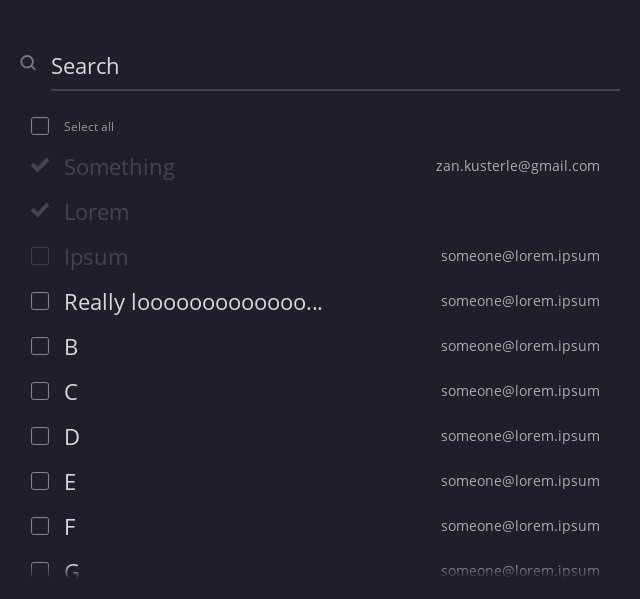 Search
Select all
Something zan.kusterle@gmail.com
Lorem
Ipsum someone@lorem.ipsum
Really looooooooooooo... someone@lorem.ipsum
B someone@lorem.ipsum
C someone@lorem.ipsum
D someone@lorem.ipsum
E someone@lorem.ipsum
F someone@lorem.ipsum
G someone@lorem.ipsum